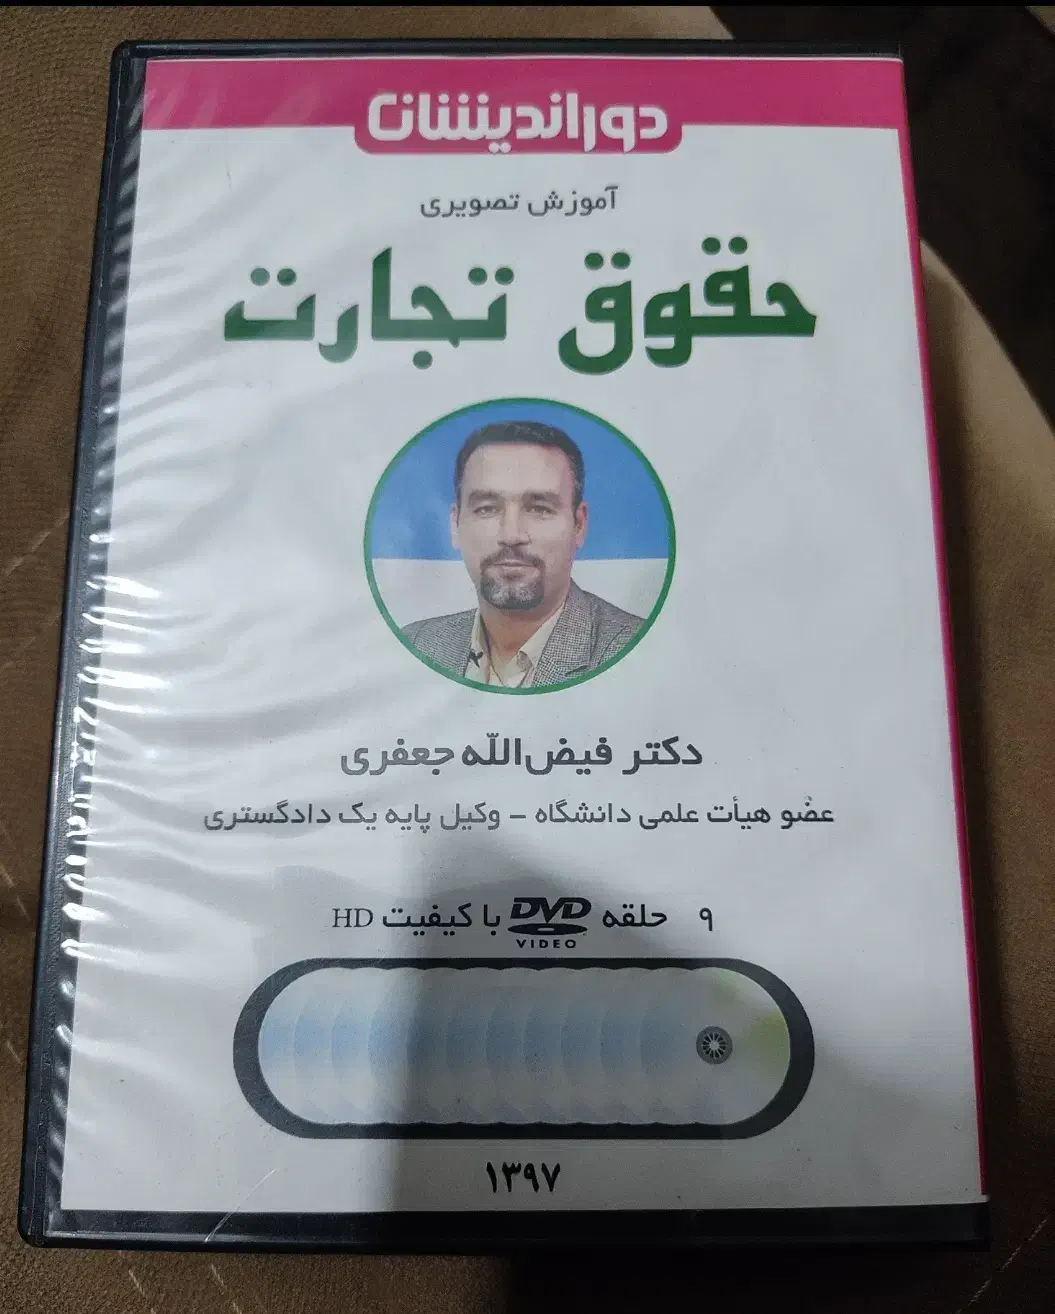 دوراندیشان
آموزش تصویری
حقوق تجارت
دکتر فیض‌اللّه جعفری
عضو هیأت علمی دانشگاه - وکیل پایه یک دادگستری
۹ حلقه DVD VIDEO با کیفیت HD
۱۳۹۷